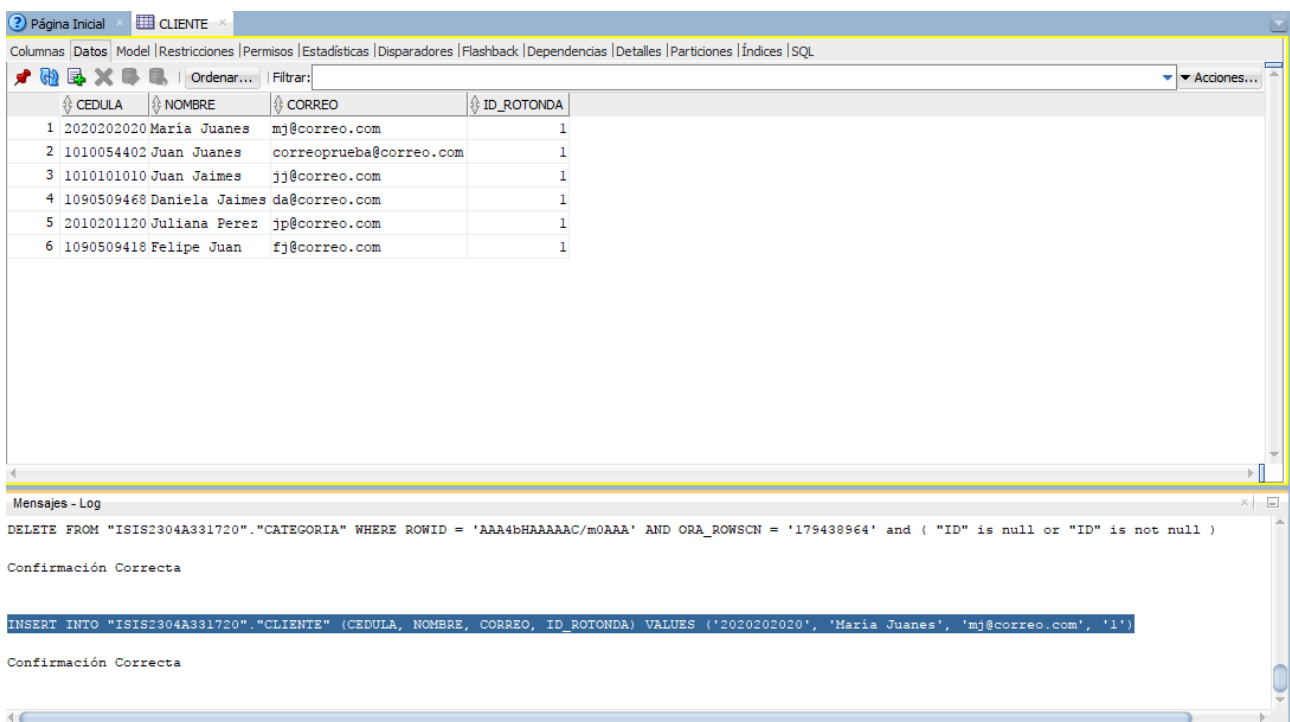 Página Inicial CLIENTE
Columnas Datos Model Restricciones Permisos Estadísticas Disparadores Flashback Dependencias Detalles Particiones Índices SQL
Ordenar... Filtrar: Acciones...
CEDULA NOMBRE CORREO ID_ROTONDA
1 2020202020 María Juanes mj@correo.com 1
2 1010054402 Juan Juanes correoprueba@correo.com 1
3 1010101010 Juan Jaimes jj@correo.com 1
4 1090509468 Daniela Jaimes da@correo.com 1
5 2010201120 Juliana Perez jp@correo.com 1
6 1090509418 Felipe Juan fj@correo.com 1
Mensajes - Log
DELETE FROM "ISIS2304A331720"."CATEGORIA" WHERE ROWID = 'AAA4bHAAAAAC/m0AAA' AND ORA_ROWSCN = '179438964' and ( "ID" is null or "ID" is not null )
Confirmación Correcta
INSERT INTO "ISIS2304A331720"."CLIENTE" (CEDULA, NOMBRE, CORREO, ID_ROTONDA) VALUES ('2020202020', 'María Juanes', 'mj@correo.com', '1')
Confirmación Correcta